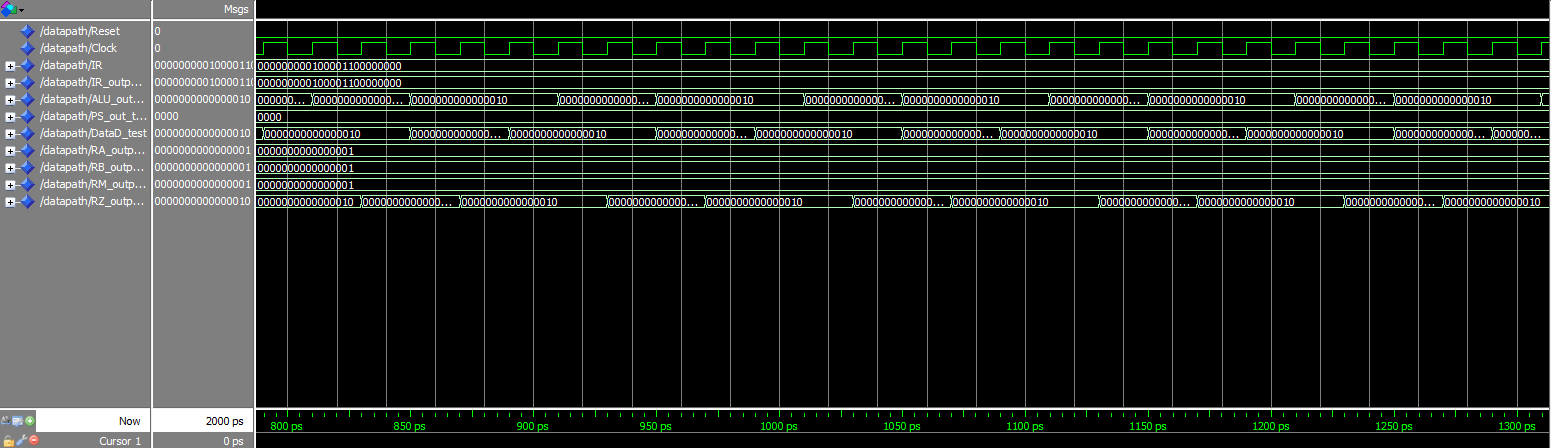 Msgs
/datapath/Reset 0
/datapath/Clock 0
/datapath/IR 00000000010000110 000000000100001100000000
/datapath/IR_outp... 00000000010000110 000000000100001100000000
/datapath/ALU_out... 0000000000000010 000000... 0000000000000... 0000000000000010 0000000000000... 0000000000000010 0000000000000... 0000000000000010 0000000000000... 0000000000000010 0000000000000... 0000000000000010
/datapath/PS_out_t... 0000 0000
/datapath/DataD_test 0000000000000010 0000000000000010 0000000000000... 0000000000000010 0000000000000... 0000000000000010 0000000000000... 0000000000000010 0000000000000... 0000000000000010 0000000000000... 000000...
/datapath/RA_outp... 0000000000000001 0000000000000001
/datapath/RB_outp... 0000000000000001 0000000000000001
/datapath/RM_outp... 0000000000000001 0000000000000001
/datapath/RZ_outp... 0000000000000010 0000000000000010 0000000000000... 0000000000000010 0000000000000... 0000000000000010 0000000000000... 0000000000000010 0000000000000... 0000000000000010 0000000000000... 0000000000000010
Now 2000 ps 800 ps 850 ps 900 ps 950 ps 1000 ps 1050 ps 1100 ps 1150 ps 1200 ps 1250 ps 1300 ps
Cursor 1 0 ps